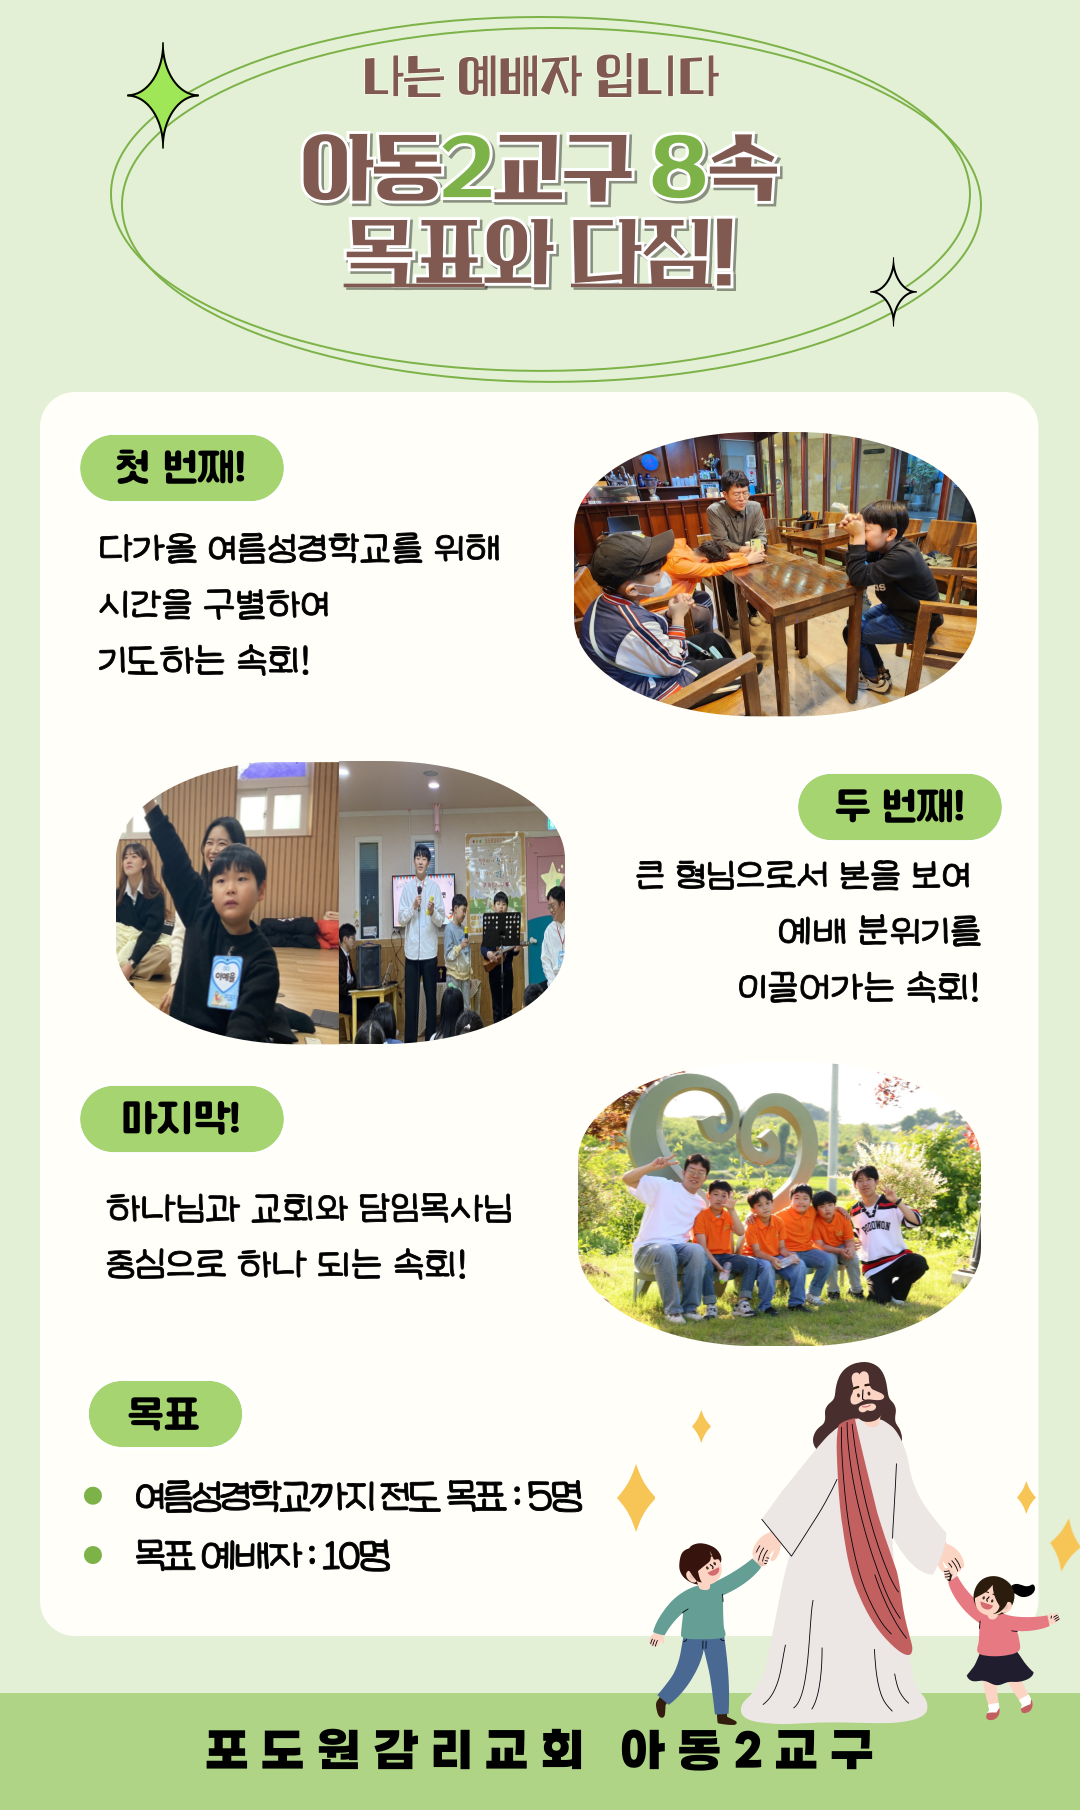 나는 예배자 입니다
아동2교구 8속
목표와 다짐!
첫 번째!
다가올 여름성경학교를 위해
시간을 구별하여
기도하는 속회!
두 번째!
큰 형님으로서 본을 보여
예배 분위기를
이끌어가는 속회!
마지막!
하나님과 교회와 담임목사님
중심으로 하나 되는 속회!
목표
여름성경학교까지 전도 목표 : 5명
목표 예배자 : 10명
포도원감리교회 아동2교구